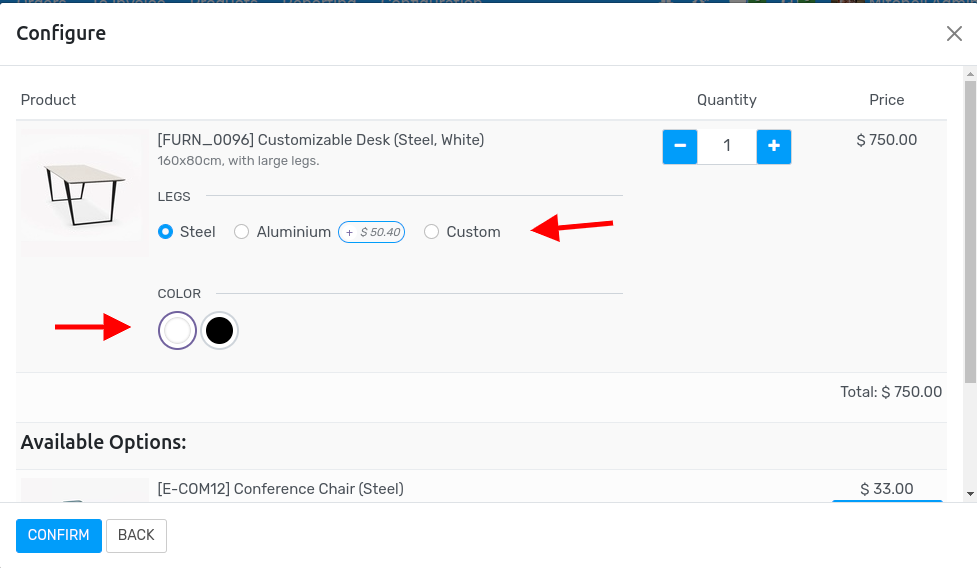 Configure
Product Quantity Price
[FURN_0096] Customizable Desk (Steel, White) 1 $ 750.00
160x80cm, with large legs.
LEGS
Steel Aluminium + $ 50.40 Custom
COLOR
Total: $ 750.00
Available Options:
[E-COM12] Conference Chair (Steel) $ 33.00
CONFIRM BACK